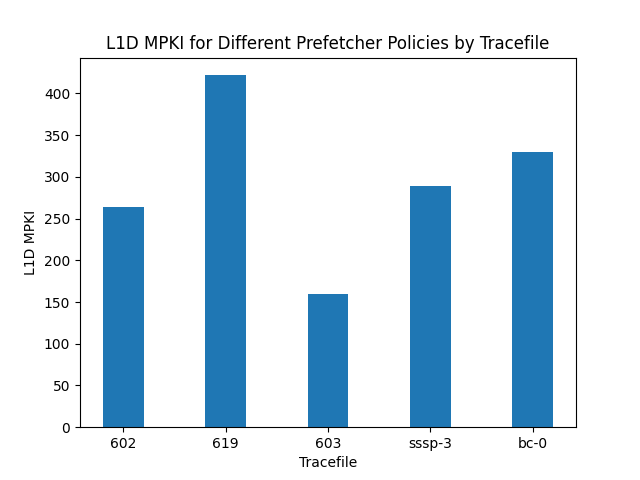 L1D MPKI for Different Prefetcher Policies by Tracefile
400
350
300
250
200
150
100
50
0
L1D MPKI
602 619 603 sssp-3 bc-0
Tracefile